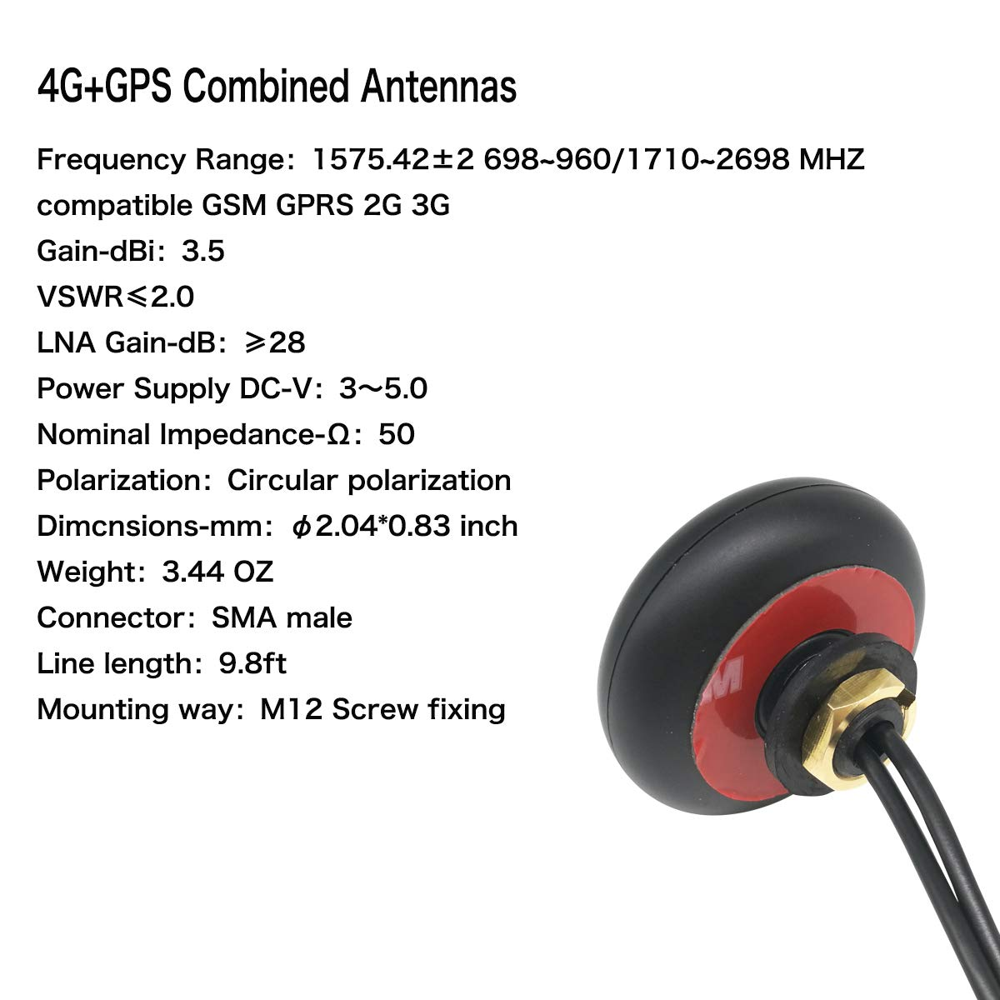 4G+GPS Combined Antennas
Frequency Range: 1575.42±2 698~960/1710~2698 MHZ
compatible GSM GPRS 2G 3G
Gain-dBi: 3.5
VSWR≤2.0
LNA Gain-dB: ≥28
Power Supply DC-V: 3～5.0
Nominal Impedance-Ω: 50
Polarization: Circular polarization
Dimcnsions-mm: φ2.04*0.83 inch
Weight: 3.44 OZ
Connector: SMA male
Line length: 9.8ft
Mounting way: M12 Screw fixing
M